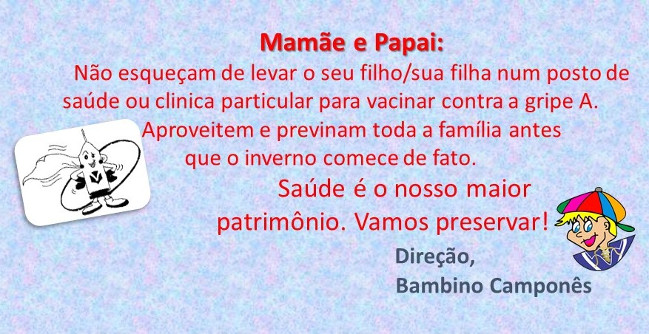 Mamãe e Papai:
Não esqueçam de levar o seu filho/sua filha num posto de
saúde ou clinica particular para vacinar contra a gripe A.
Aproveitem e previnam toda a família antes
que o inverno comece de fato.
Saúde é o nosso maior
patrimônio. Vamos preservar!
Direção,
Bambino Camponês